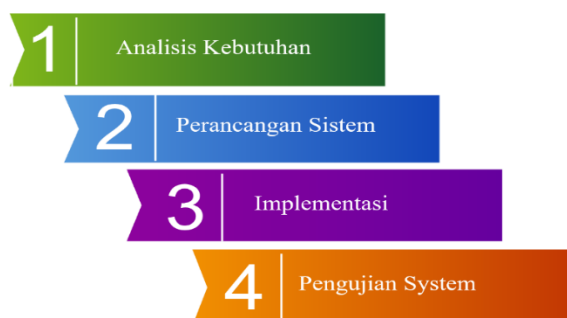 1 Analisis Kebutuhan
2 Perancangan Sistem
3 Implementasi
4 Pengujian System